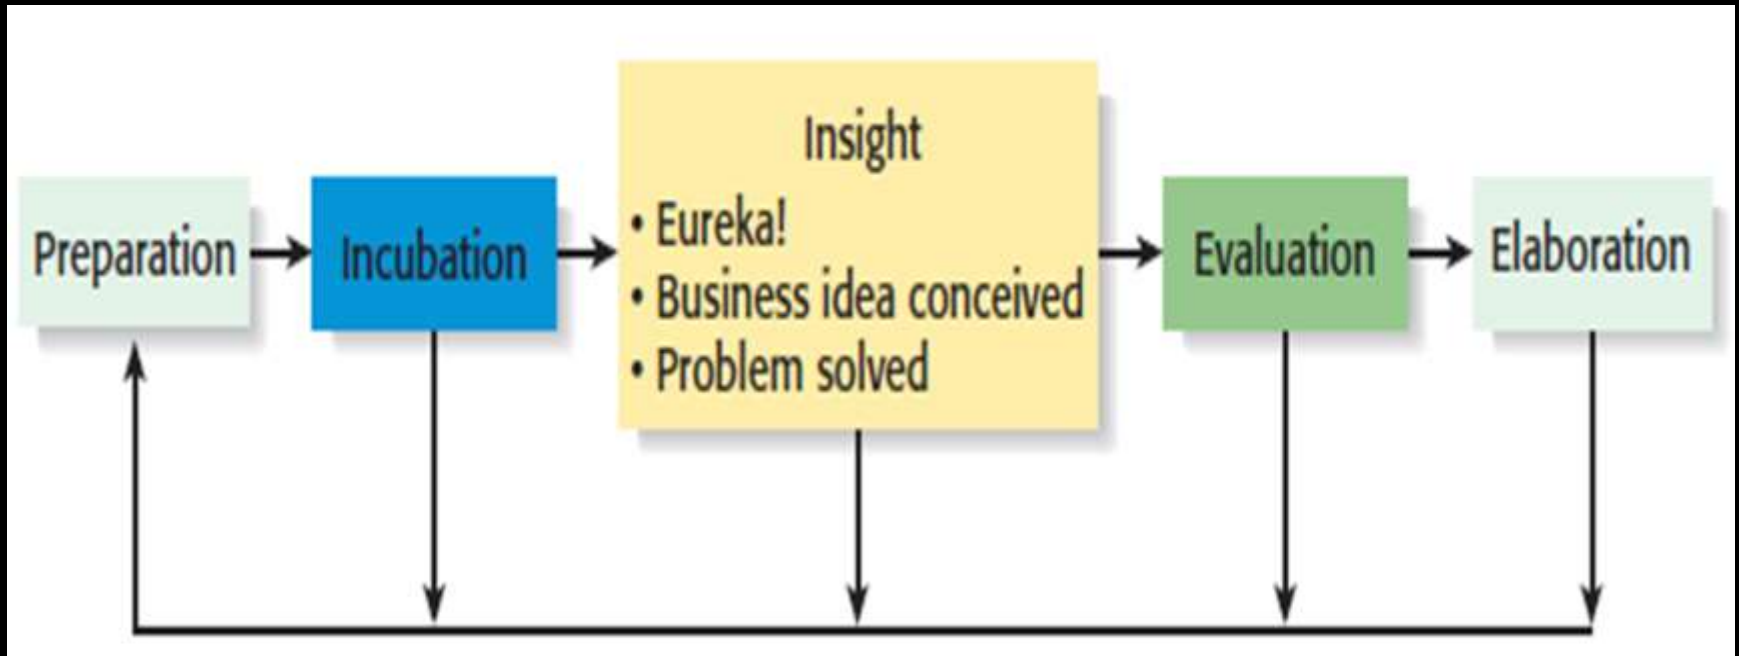 Preparation
Incubation
Insight
• Eureka!
• Business idea conceived
• Problem solved
Evaluation
Elaboration